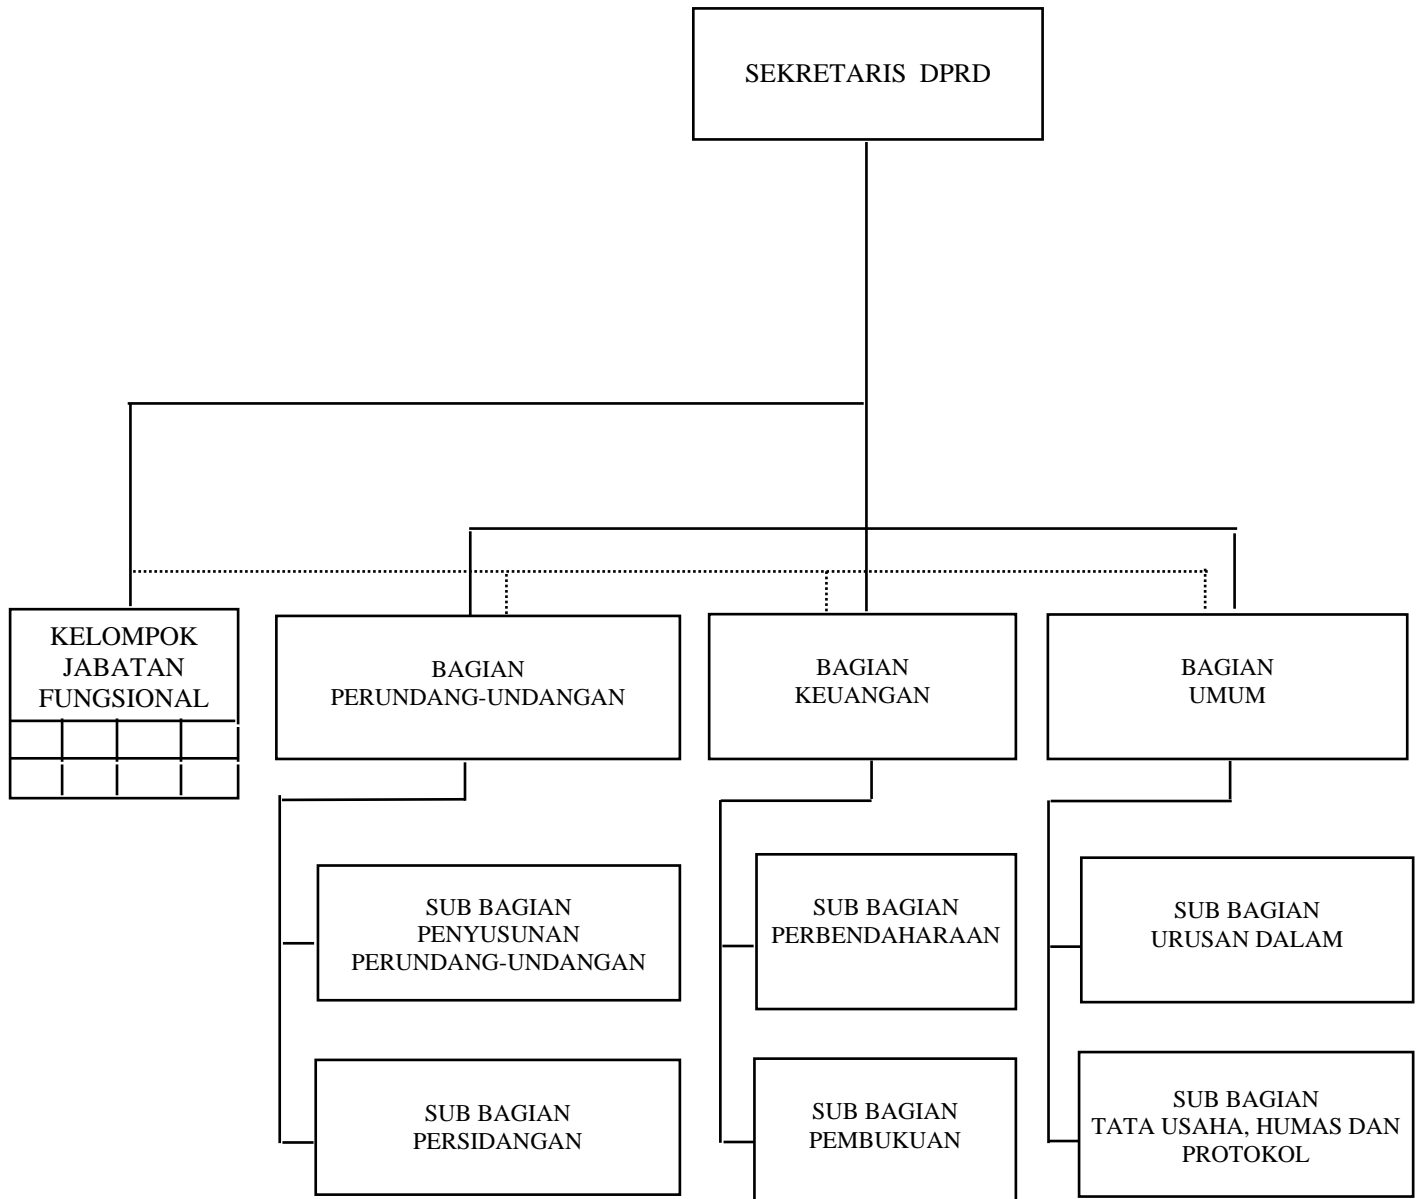 SEKRETARIS DPRD
KELOMPOK
JABATAN
FUNGSIONAL
BAGIAN
PERUNDANG-UNDANGAN
BAGIAN
KEUANGAN
BAGIAN
UMUM
SUB BAGIAN
PENYUSUNAN
PERUNDANG-UNDANGAN
SUB BAGIAN
PERBENDAHARAAN
SUB BAGIAN
URUSAN DALAM
SUB BAGIAN
PERSIDANGAN
SUB BAGIAN
PEMBUKUAN
SUB BAGIAN
TATA USAHA, HUMAS DAN
PROTOKOL